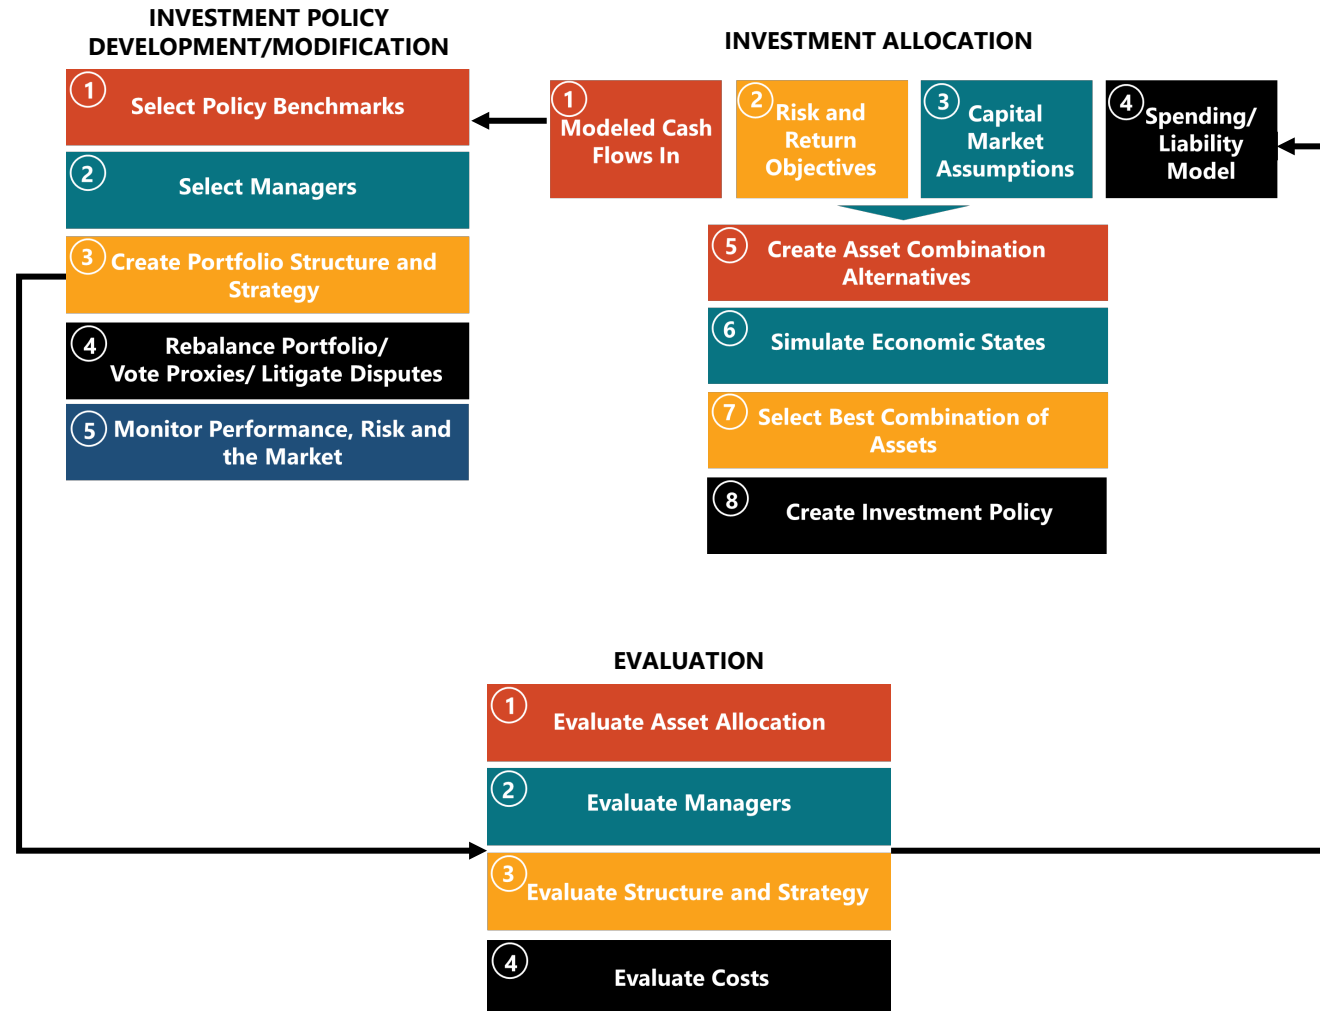 INVESTMENT POLICY
DEVELOPMENT/MODIFICATION
1
Select Policy Benchmarks
2
Select Managers
3
Create Portfolio Structure and
Strategy
4
Rebalance Portfolio/
Vote Proxies/ Litigate Disputes
5
Monitor Performance, Risk and
the Market
INVESTMENT ALLOCATION
1
Modeled Cash
Flows In
2
Risk and
Return
Objectives
3
Capital
Market
Assumptions
4
Spending/
Liability
Model
5
Create Asset Combination
Alternatives
6
Simulate Economic States
7
Select Best Combination of
Assets
8
Create Investment Policy
EVALUATION
1
Evaluate Asset Allocation
2
Evaluate Managers
3
Evaluate Structure and Strategy
4
Evaluate Costs